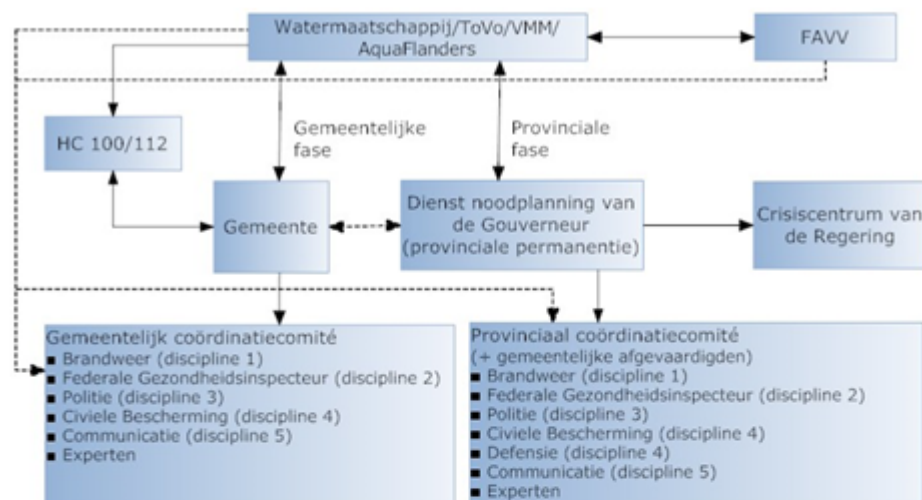 Watermaatschappij/ToVo/VMM/
AquaFlanders
FAVV
HC 100/112
Gemeentelijke
fase
Provinciale
fase
Gemeente
Dienst noodplanning van
de Gouverneur
(provinciale permanentie)
Crisiscentrum van
de Regering
Gemeentelijk coördinatiecomité
■ Brandweer (discipline 1)
■ Federale Gezondheidsinspecteur (discipline 2)
■ Politie (discipline 3)
■ Civiele Bescherming (discipline 4)
■ Communicatie (discipline 5)
■ Experten
Provinciaal coördinatiecomité
(+ gemeentelijke afgevaardigden)
■ Brandweer (discipline 1)
■ Federale Gezondheidsinspecteur (discipline 2)
■ Politie (discipline 3)
■ Civiele Bescherming (discipline 4)
■ Defensie (discipline 4)
■ Communicatie (discipline 5)
■ Experten